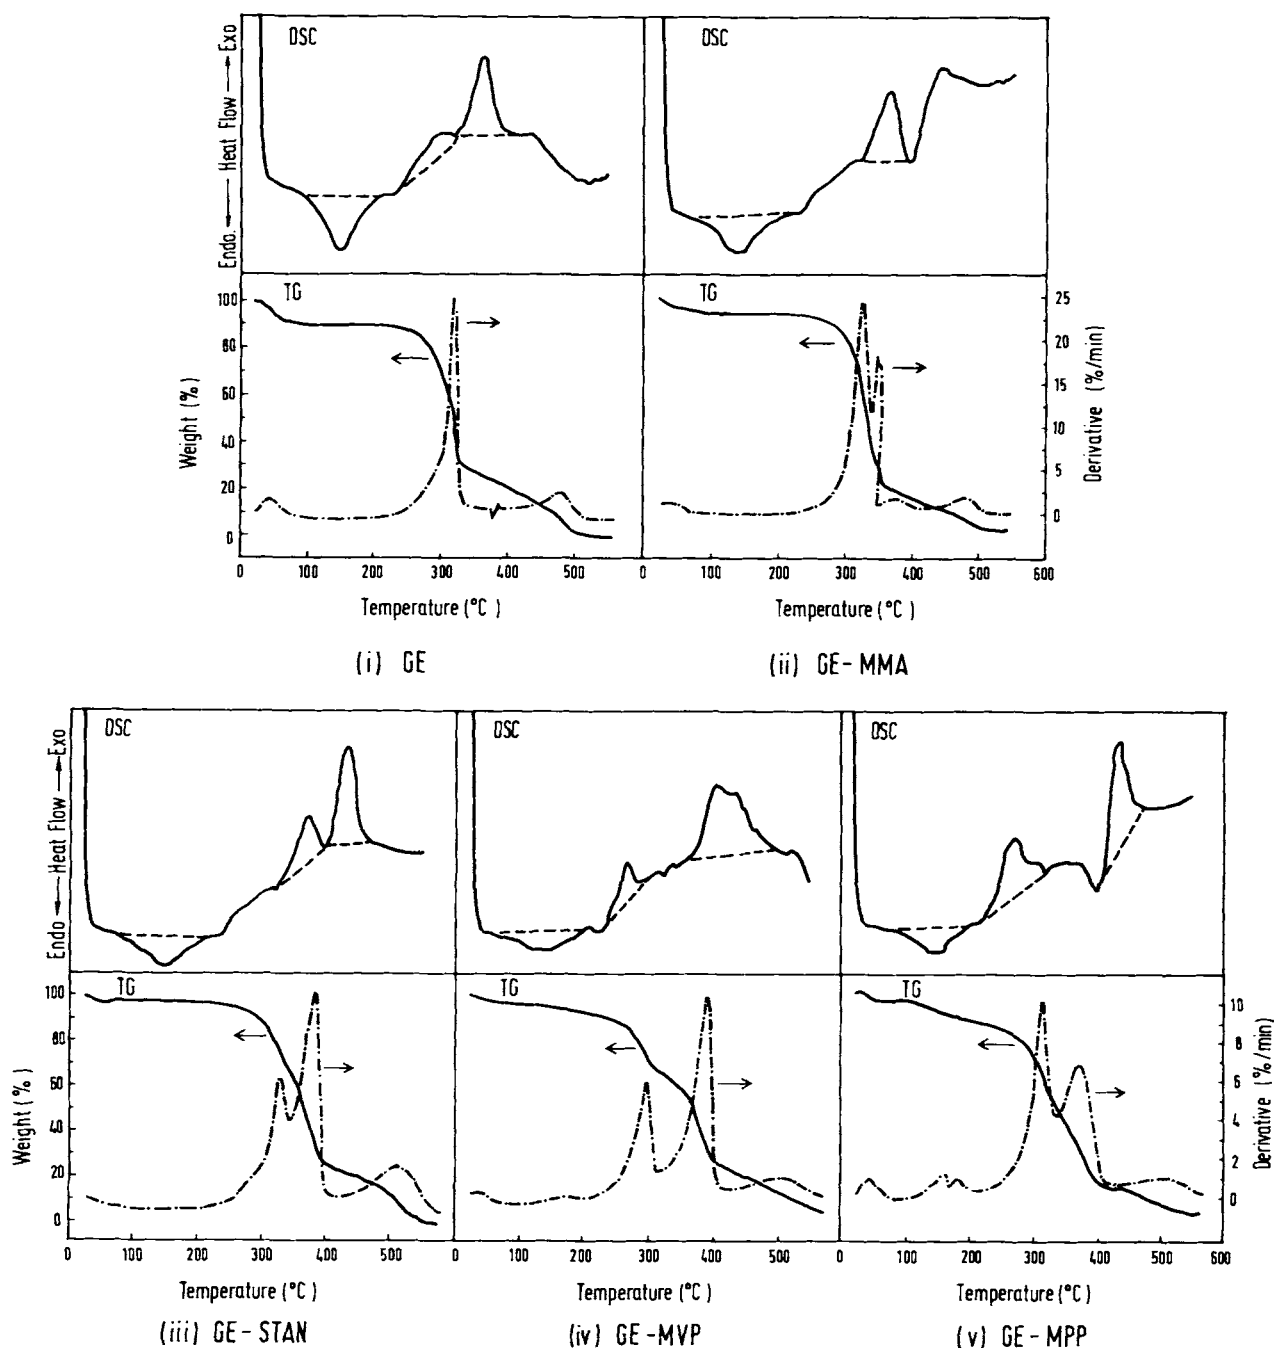 DSC
DSC
Endo. ← Heat Flow → Exo
TG
TG
Weight (%)
100
80
60
40
20
0
25
20
15
10
5
0
Derivative (%/min)
0 100 200 300 400 500
0 100 200 300 400 500 600
Temperature (°C)
Temperature (°C)
(i) GE
(ii) GE-MMA
DSC
DSC
DSC
Endo ← Heat Flow → Exo
TG
TG
TG
Weight (%)
100
80
60
40
20
0
10
8
6
4
2
0
Derivative (%/min)
0 100 200 300 400 500
0 100 200 300 400 500
0 100 200 300 400 500 600
Temperature (°C)
Temperature (°C)
Temperature (°C)
(iii) GE-STAN
(iv) GE-MVP
(v) GE-MPP